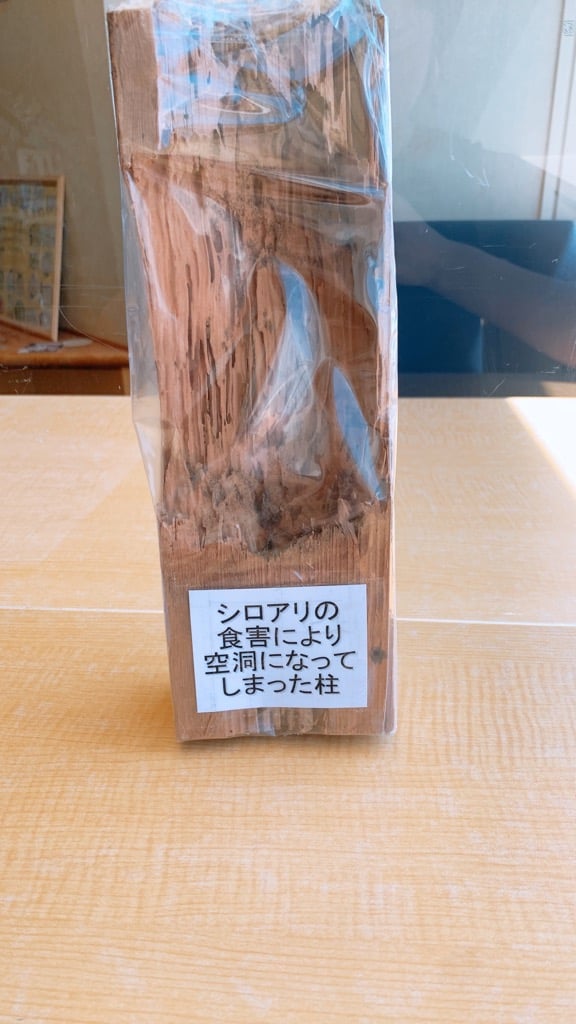 シロアリの
食害により
空洞になって
しまった柱